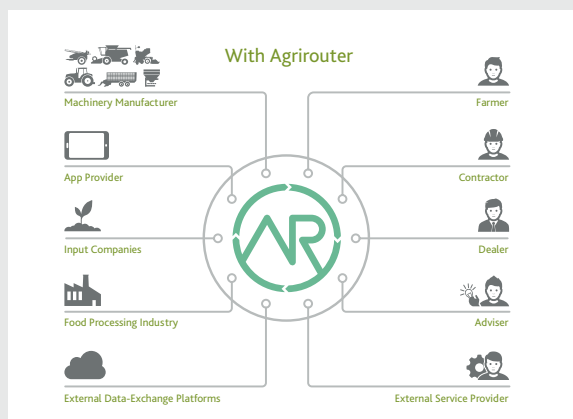 With Agrirouter
Machinery Manufacturer
Farmer
App Provider
Contractor
Input Companies
AR
Dealer
Food Processing Industry
Adviser
External Data-Exchange Platforms
External Service Provider